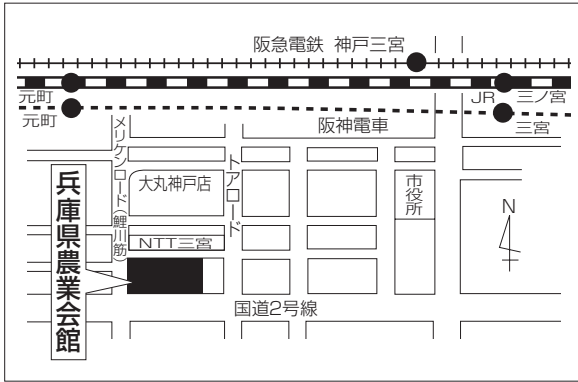 阪急電鉄 神戸三宮
元町
JR 三ノ宮
元町
阪神電車
三宮
メリケンロード(鯉川筋)
トアロード
大丸神戸店
市役所
兵庫県農業会館
NTT三宮
N
国道2号線